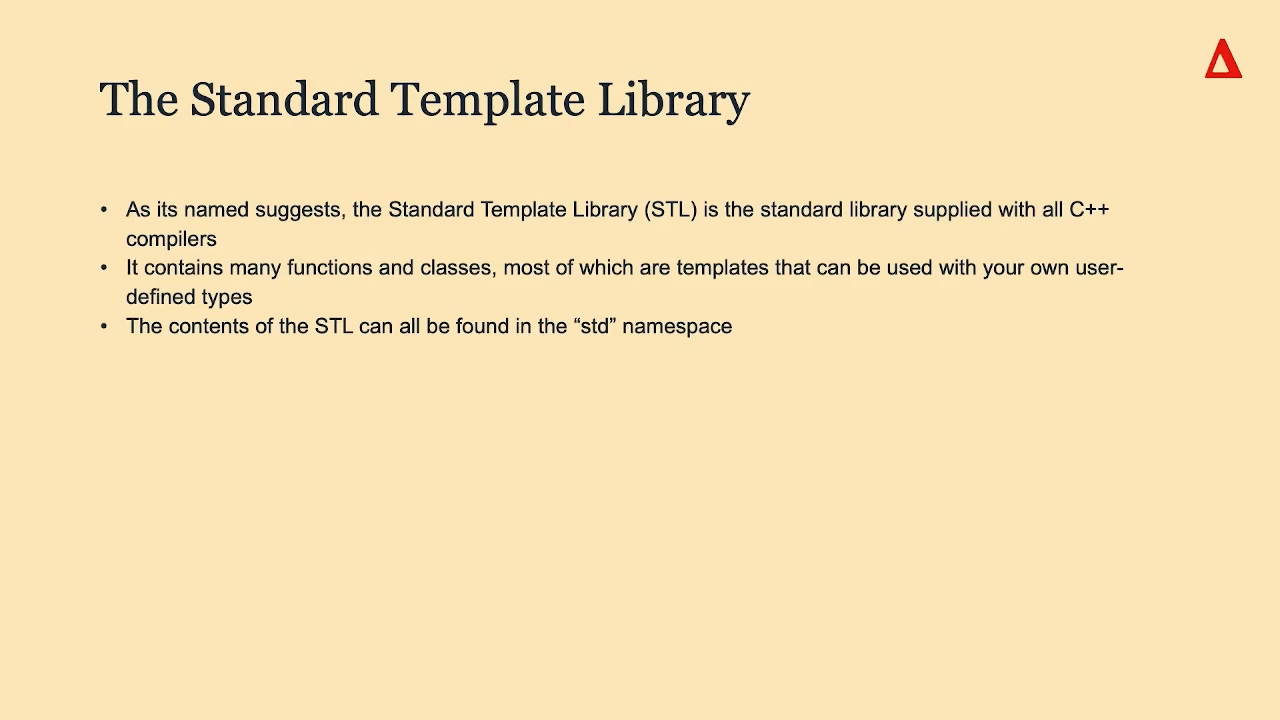 The Standard Template Library
• As its named suggests, the Standard Template Library (STL) is the standard library supplied with all C++
compilers
• It contains many functions and classes, most of which are templates that can be used with your own user-
defined types
• The contents of the STL can all be found in the “std” namespace